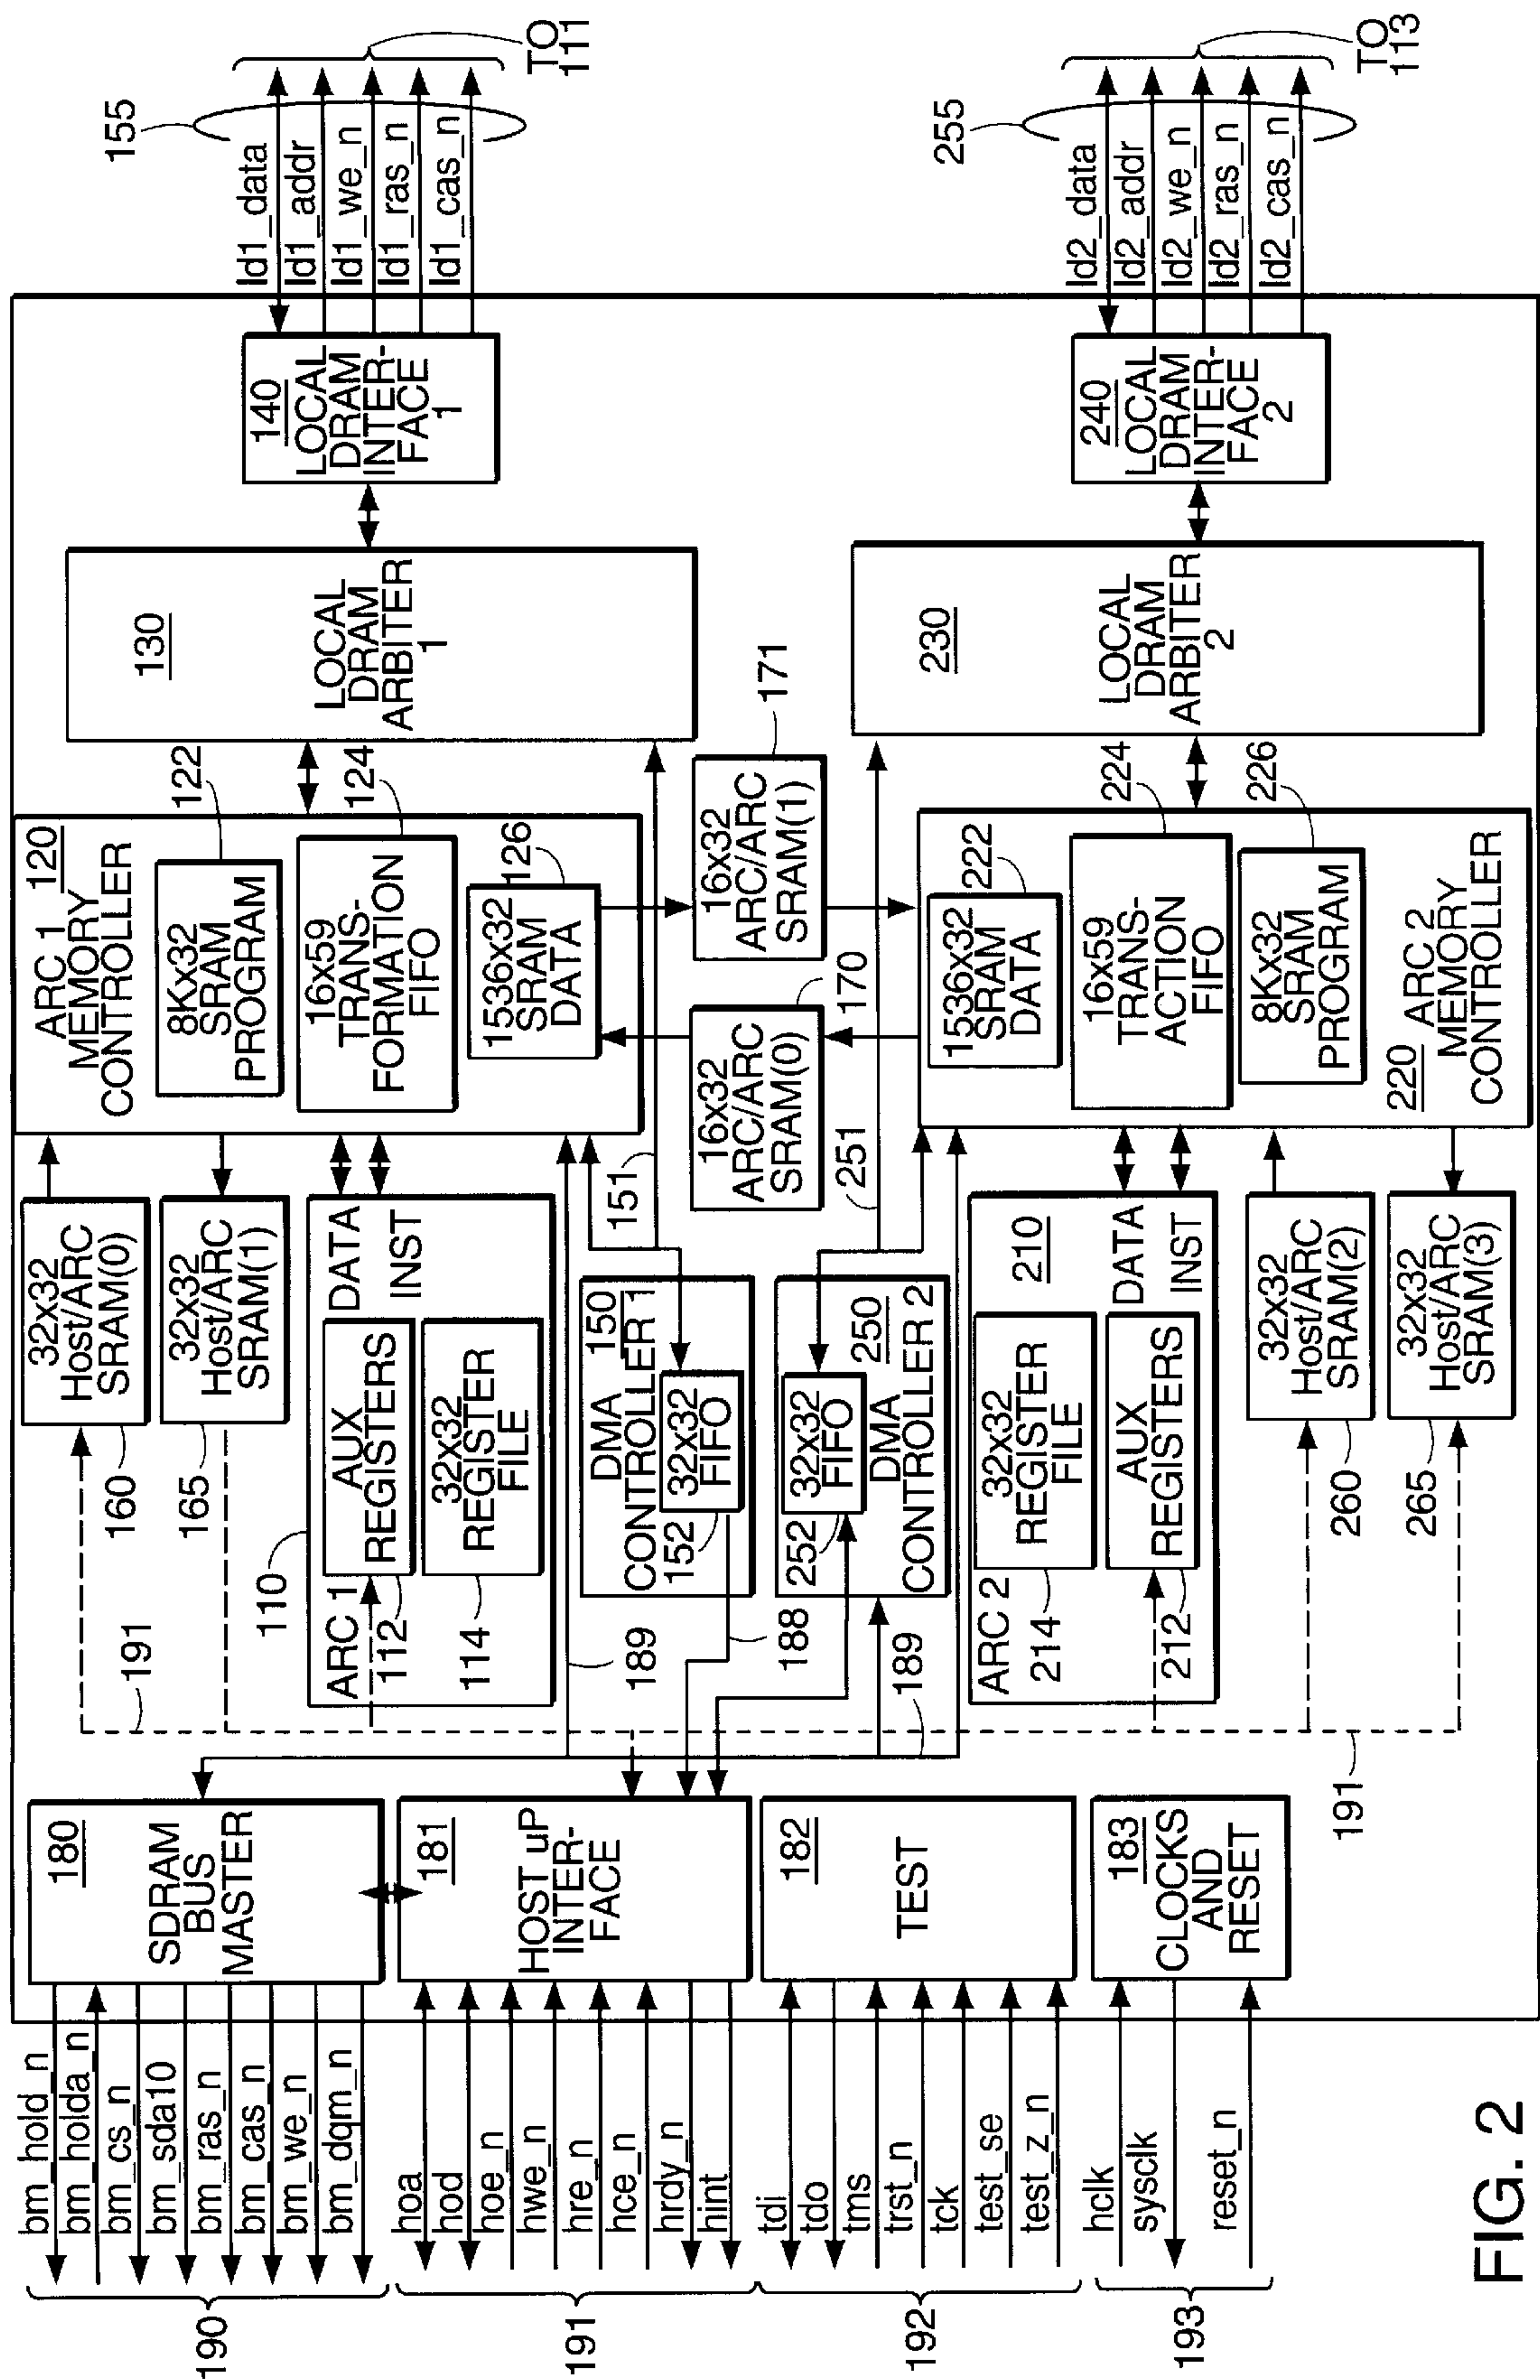 190
bm_hold_n
bm_holda_n
bm_cs_n
bm_sda10
bm_ras_n
bm_cas_n
bm_we_n
bm_dqm_n
191
hoa
hod
hoe_n
hwe_n
hre_n
hce_n
hrdy_n
hint
192
tdi
tdo
tms
trst_n
tck
test_se
test_z_n
193
hclk
sysclk
reset_n
180
SDRAM
BUS
MASTER
181
HOST uP
INTER-
FACE
182
TEST
183
CLOCKS
AND
RESET
191
189
188
189
191
160
32x32
Host/ARC
SRAM(0)
165
32x32
Host/ARC
SRAM(1)
110
ARC 1
112
AUX
REGISTERS
DATA
INST
114
32x32
REGISTER
FILE
DMA
CONTROLLER 1
150
152
32x32
FIFO
151
252
32x32
FIFO
250
DMA
CONTROLLER 2
251
ARC 2
210
214
32x32
REGISTER
FILE
212
AUX
REGISTERS
DATA
INST
260
32x32
Host/ARC
SRAM(2)
265
32x32
Host/ARC
SRAM(3)
ARC 1
120
MEMORY
CONTROLLER
122
8Kx32
SRAM
PROGRAM
124
16x59
TRANS-
FORMATION
FIFO
126
1536x32
SRAM
DATA
16x32
ARC/ARC
SRAM(0)
170
16x32
ARC/ARC
SRAM(1)
171
222
1536x32
SRAM
DATA
224
16x59
TRANS-
ACTION
FIFO
226
8Kx32
SRAM
PROGRAM
220 ARC 2
MEMORY
CONTROLLER
130
LOCAL
DRAM
ARBITER
1
230
LOCAL
DRAM
ARBITER
2
140
LOCAL
DRAM
INTER-
FACE
1
240
LOCAL
DRAM
INTER-
FACE
2
155
ld1_data
ld1_addr
ld1_we_n
ld1_ras_n
ld1_cas_n
TO
111
255
ld2_data
ld2_addr
ld2_we_n
ld2_ras_n
ld2_cas_n
TO
113
FIG. 2